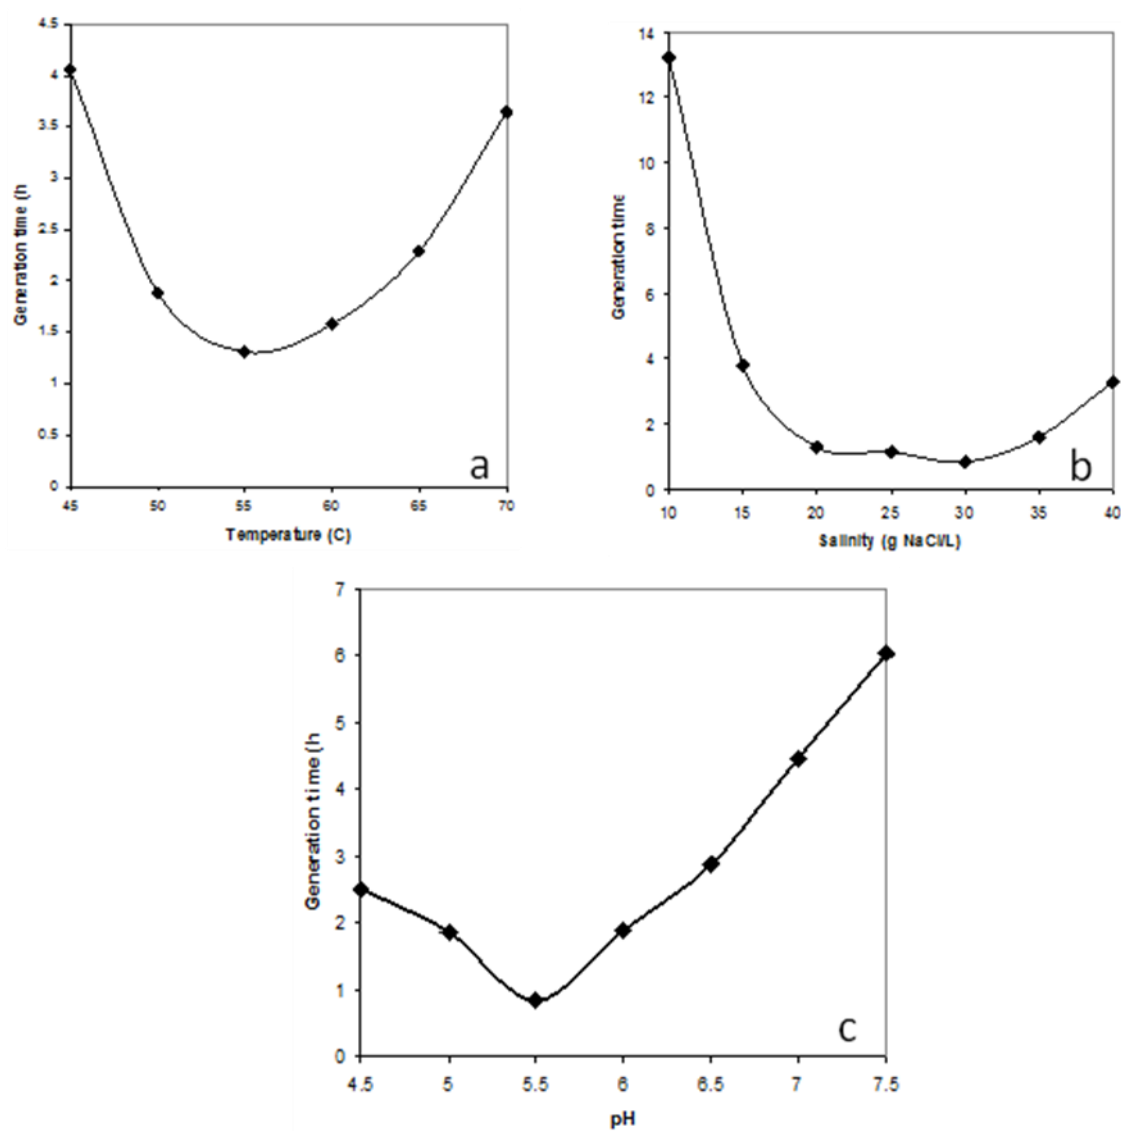 4.5
4
3.5
3
2.5
2
1.5
1
0.5
0
Generation time (h
45 50 55 60 65 70
Temperature (C)
a
14
12
10
8
6
4
2
0
Generation time
10 15 20 25 30 35 40
Salinity (g NaCl/L)
b
7
6
5
4
3
2
1
0
Generation time (h
4.5 5 5.5 6 6.5 7 7.5
pH
c